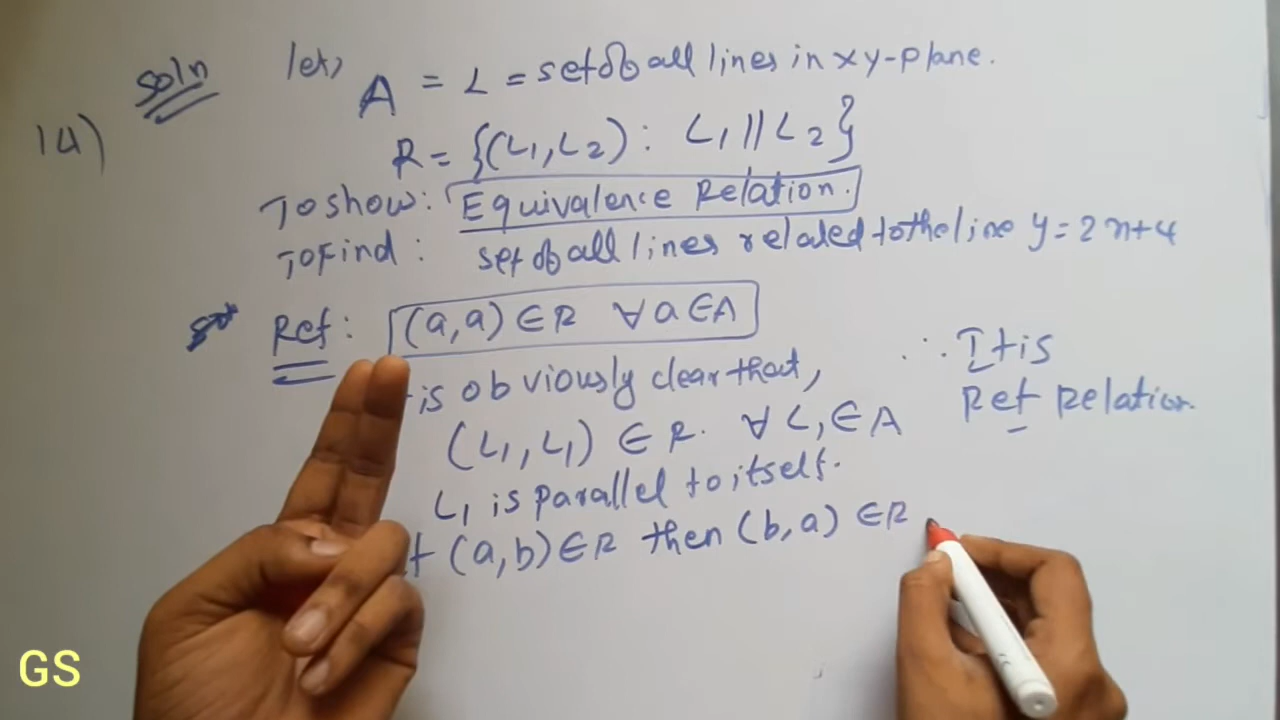 14) soln let, A = L = set of all lines in xy-plane.
R = {(L1, L2) : L1 || L2}
To show : Equivalence Relation.
To Find : set of all lines related to the line y = 2x+4
Ref : (a,a) ∈ R ∀ a ∈ A
is obviously clear that,
(L1, L1) ∈ R. ∀ L1 ∈ A
L1 is parallel to itself.
∴ It is
Ref Relation.
(a,b) ∈ R then (b,a) ∈ R
GS